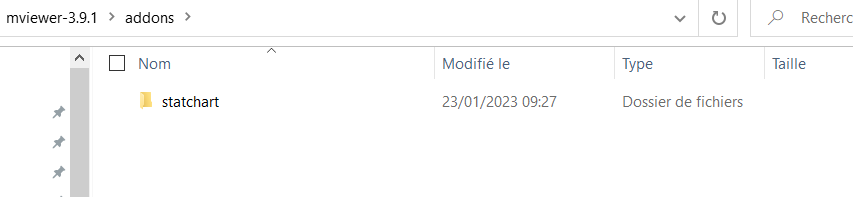 mviewer-3.9.1 > addons >
Recherc
Nom Modifié le Type Taille
statchart 23/01/2023 09:27 Dossier de fichiers